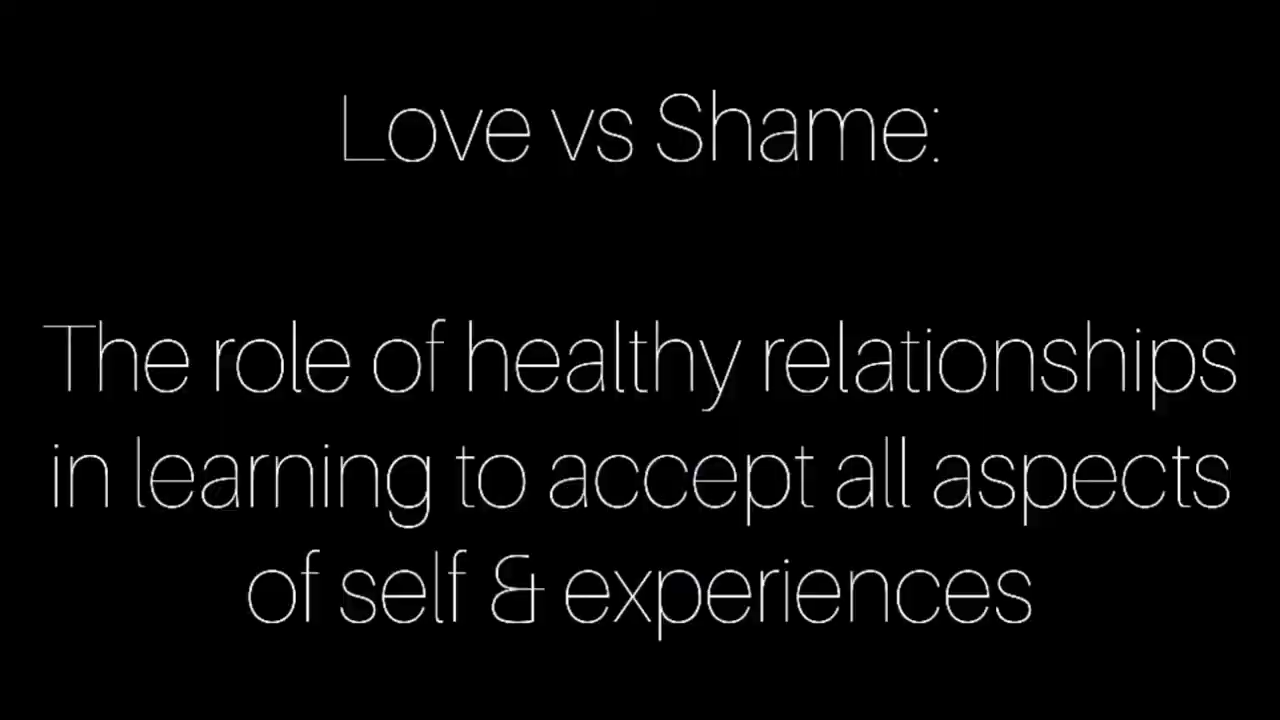 Love vs Shame:
The role of healthy relationships
in learning to accept all aspects
of self & experiences